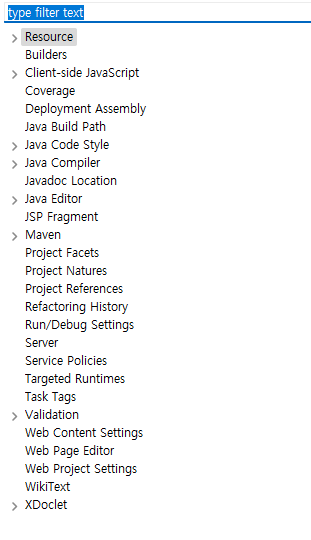 type filter text
Resource
Builders
Client-side JavaScript
Coverage
Deployment Assembly
Java Build Path
Java Code Style
Java Compiler
Javadoc Location
Java Editor
JSP Fragment
Maven
Project Facets
Project Natures
Project References
Refactoring History
Run/Debug Settings
Server
Service Policies
Targeted Runtimes
Task Tags
Validation
Web Content Settings
Web Page Editor
Web Project Settings
WikiText
XDoclet